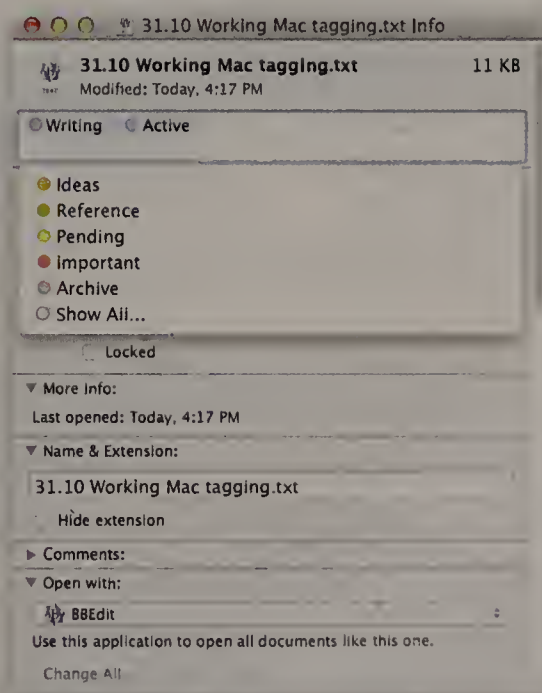 31.10 Working Mac tagging.txt Info
31.10 Working Mac tagging.txt 11 KB
Modified: Today, 4:17 PM
Writing Active
Ideas
Reference
Pending
Important
Archive
Show All...
Locked
More Info:
Last opened: Today, 4:17 PM
Name & Extension:
31.10 Working Mac tagging.txt
Hide extension
Comments:
Open with:
BBEdit
Use this application to open all documents like this one.
Change All